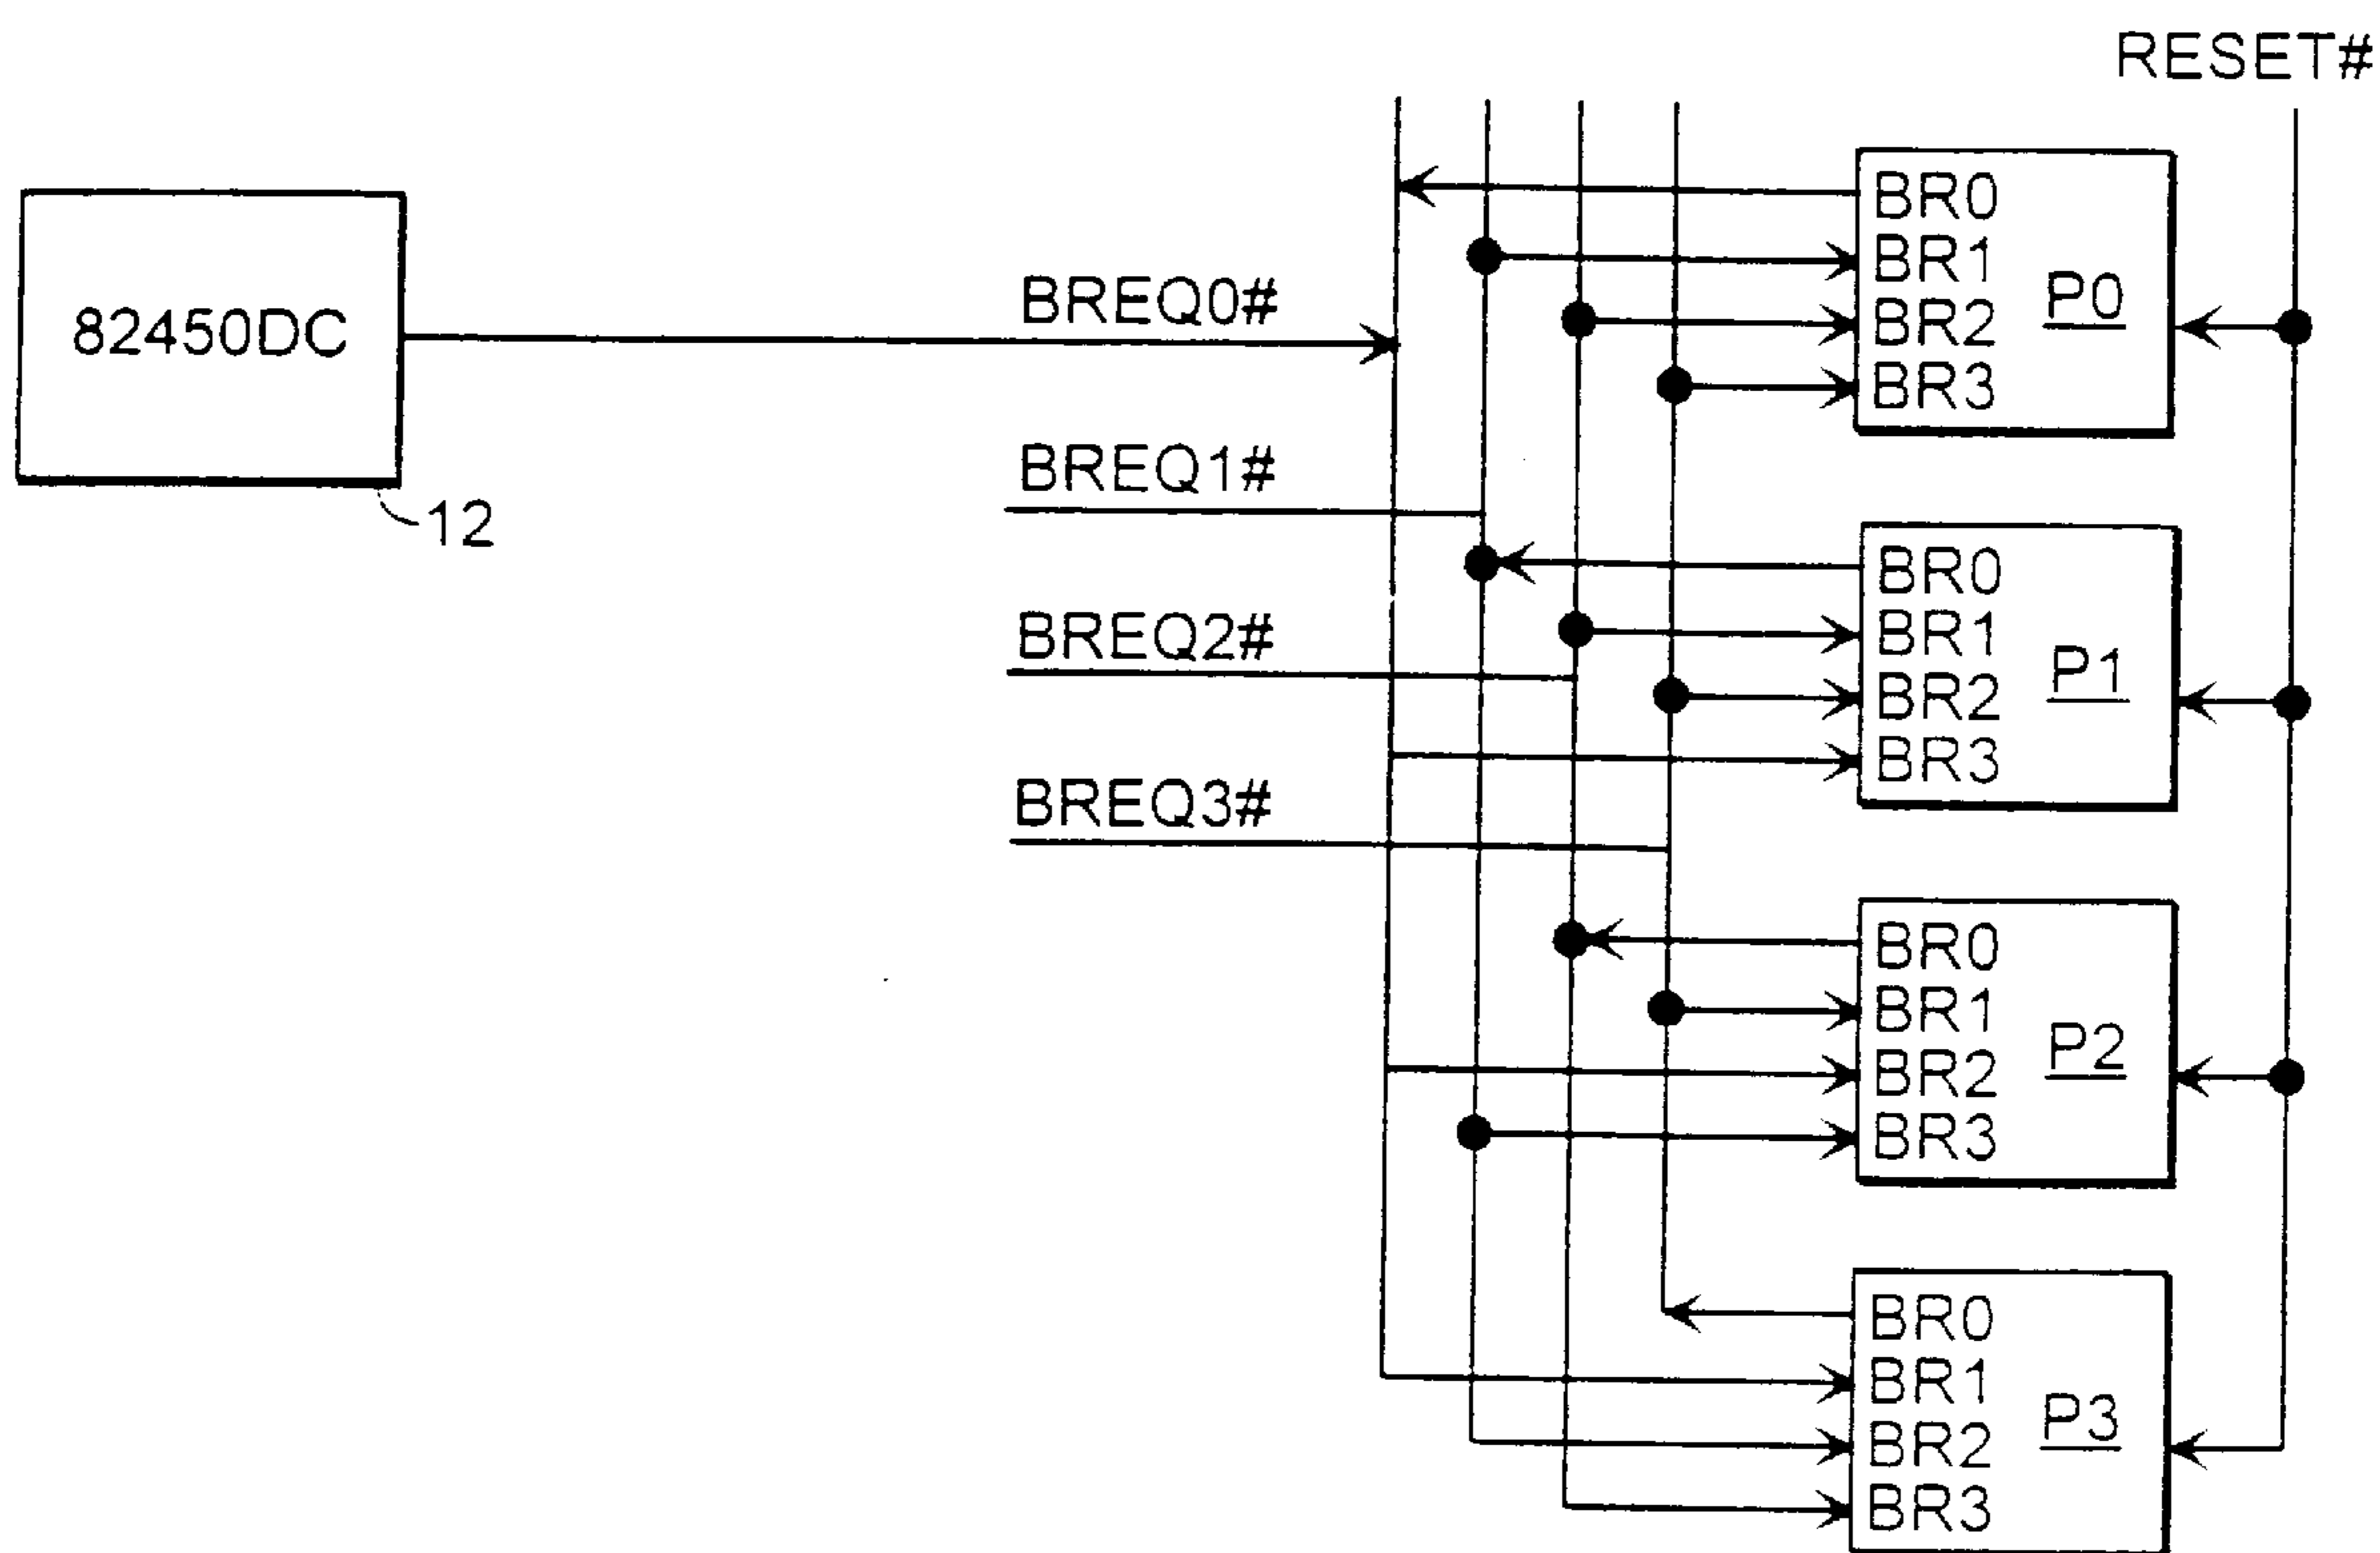 RESET#
82450DC
12
BREQ0#
BREQ1#
BREQ2#
BREQ3#
BR0
BR1
BR2
BR3
P0
BR0
BR1
BR2
BR3
P1
BR0
BR1
BR2
BR3
P2
BR0
BR1
BR2
BR3
P3